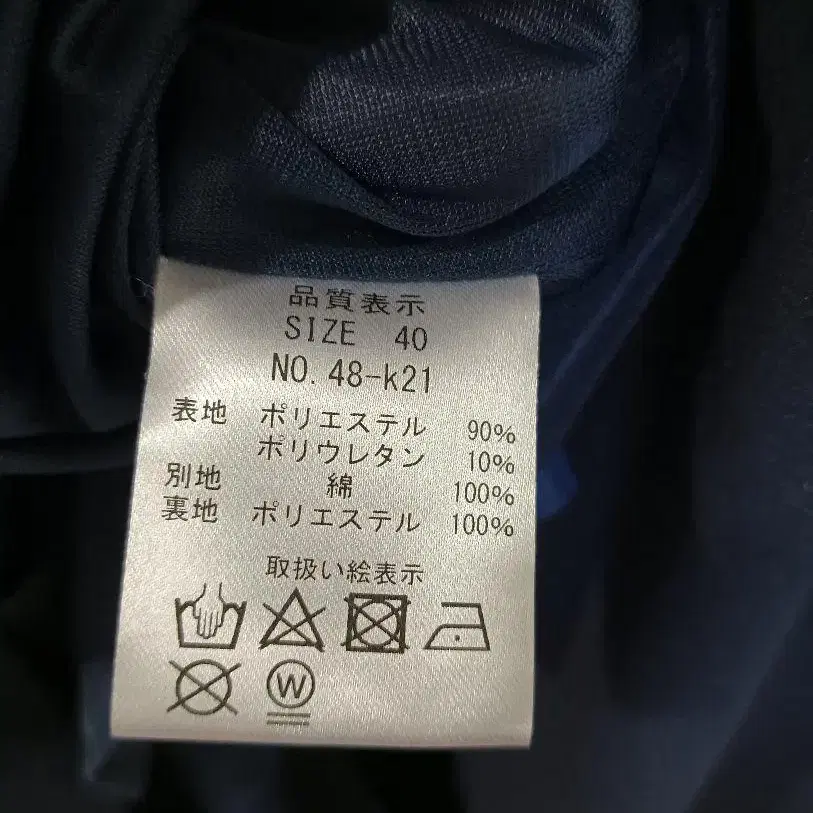 品質表示
SIZE 40
NO. 48-k21
表地 ポリエステル 90%
ポリウレタン 10%
別地 綿 100%
裏地 ポリエステル 100%
取扱い絵表示
W